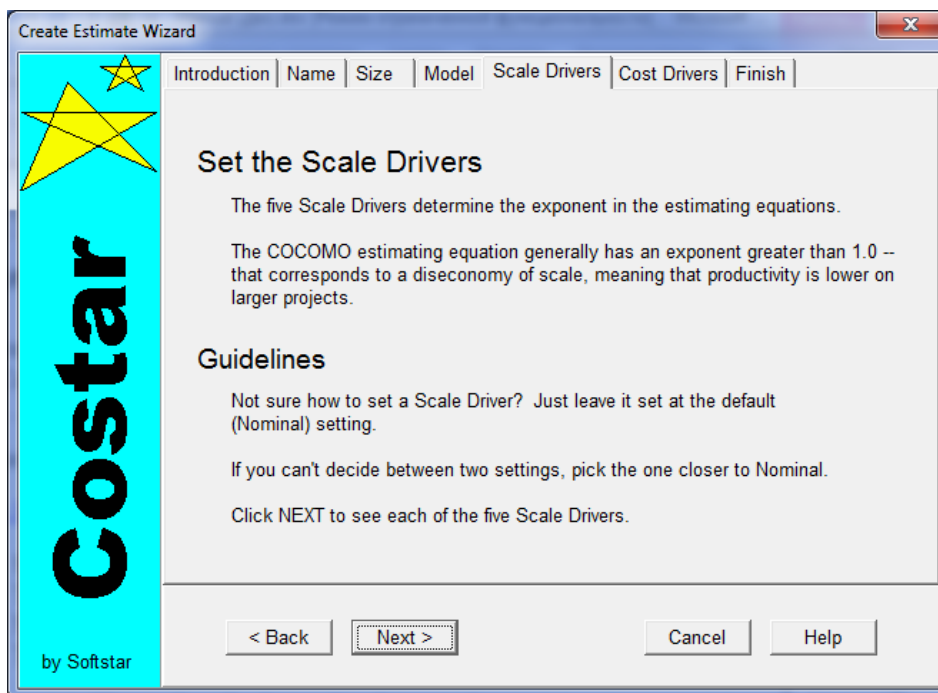 Create Estimate Wizard
Introduction Name Size Model Scale Drivers Cost Drivers Finish
Set the Scale Drivers
The five Scale Drivers determine the exponent in the estimating equations.
The COCOMO estimating equation generally has an exponent greater than 1.0 --
that corresponds to a diseconomy of scale, meaning that productivity is lower on
larger projects.
Guidelines
Not sure how to set a Scale Driver? Just leave it set at the default
(Nominal) setting.
If you can't decide between two settings, pick the one closer to Nominal.
Click NEXT to see each of the five Scale Drivers.
Costar
by Softstar
< Back Next > Cancel Help